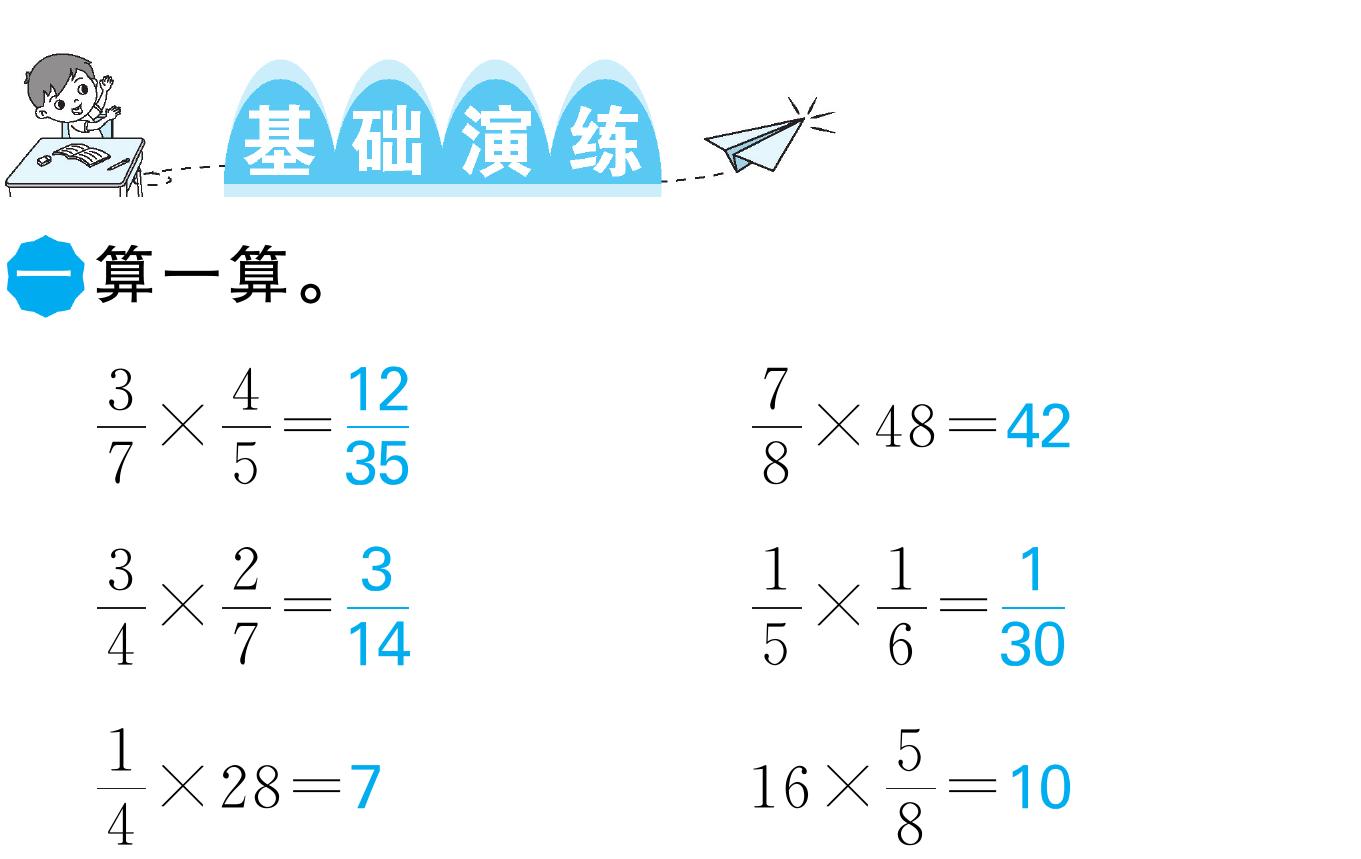 基础演练
一 算一算。
3/7 × 4/5 = 12/35    7/8 × 48 = 42
3/4 × 2/7 = 3/14    1/5 × 1/6 = 1/30
1/4 × 28 = 7    16 × 5/8 = 10